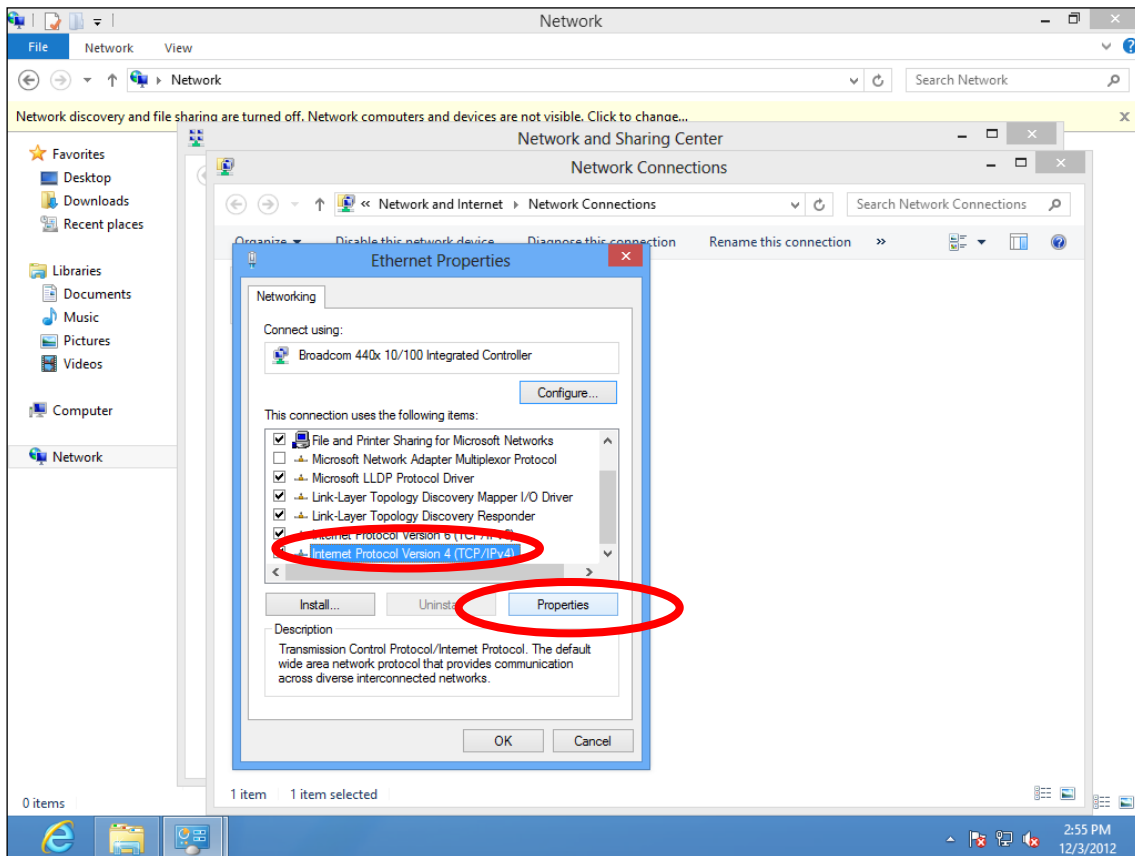 Network
File Network View
Network
Search Network
Network discovery and file sharing are turned off. Network computers and devices are not visible. Click to change...
Favorites
Desktop
Downloads
Recent places
Libraries
Documents
Music
Pictures
Videos
Computer
Network
Network and Sharing Center
Network Connections
« Network and Internet Network Connections
Search Network Connections
Organize Disable this network device Diagnose this connection Rename this connection »
Ethernet Properties
Networking
Connect using:
Broadcom 440x 10/100 Integrated Controller
Configure...
This connection uses the following items:
File and Printer Sharing for Microsoft Networks
Microsoft Network Adapter Multiplexor Protocol
Microsoft LLDP Protocol Driver
Link-Layer Topology Discovery Mapper I/O Driver
Link-Layer Topology Discovery Responder
Internet Protocol Version 6 (TCP/IPv6)
Internet Protocol Version 4 (TCP/IPv4)
Install... Properties
Description
Transmission Control Protocol/Internet Protocol. The default
wide area network protocol that provides communication
across diverse interconnected networks.
OK Cancel
1 item 1 item selected
0 items
2:55 PM
12/3/2012